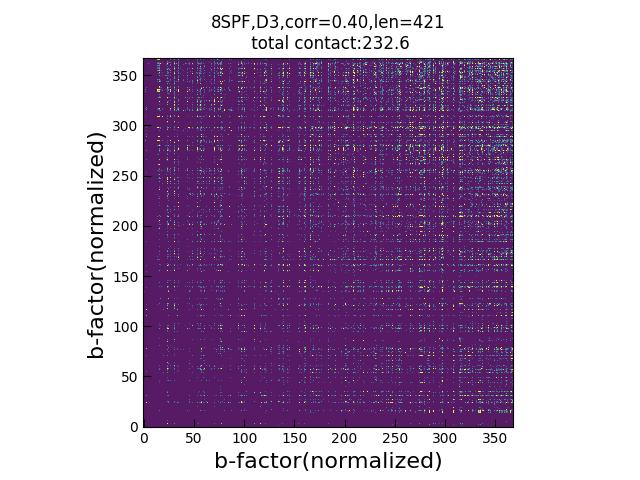 8SPF,D3,corr=0.40,len=421
total contact:232.6
b-factor(normalized)
350
300
250
200
150
100
50
0
0 50 100 150 200 250 300 350
b-factor(normalized)